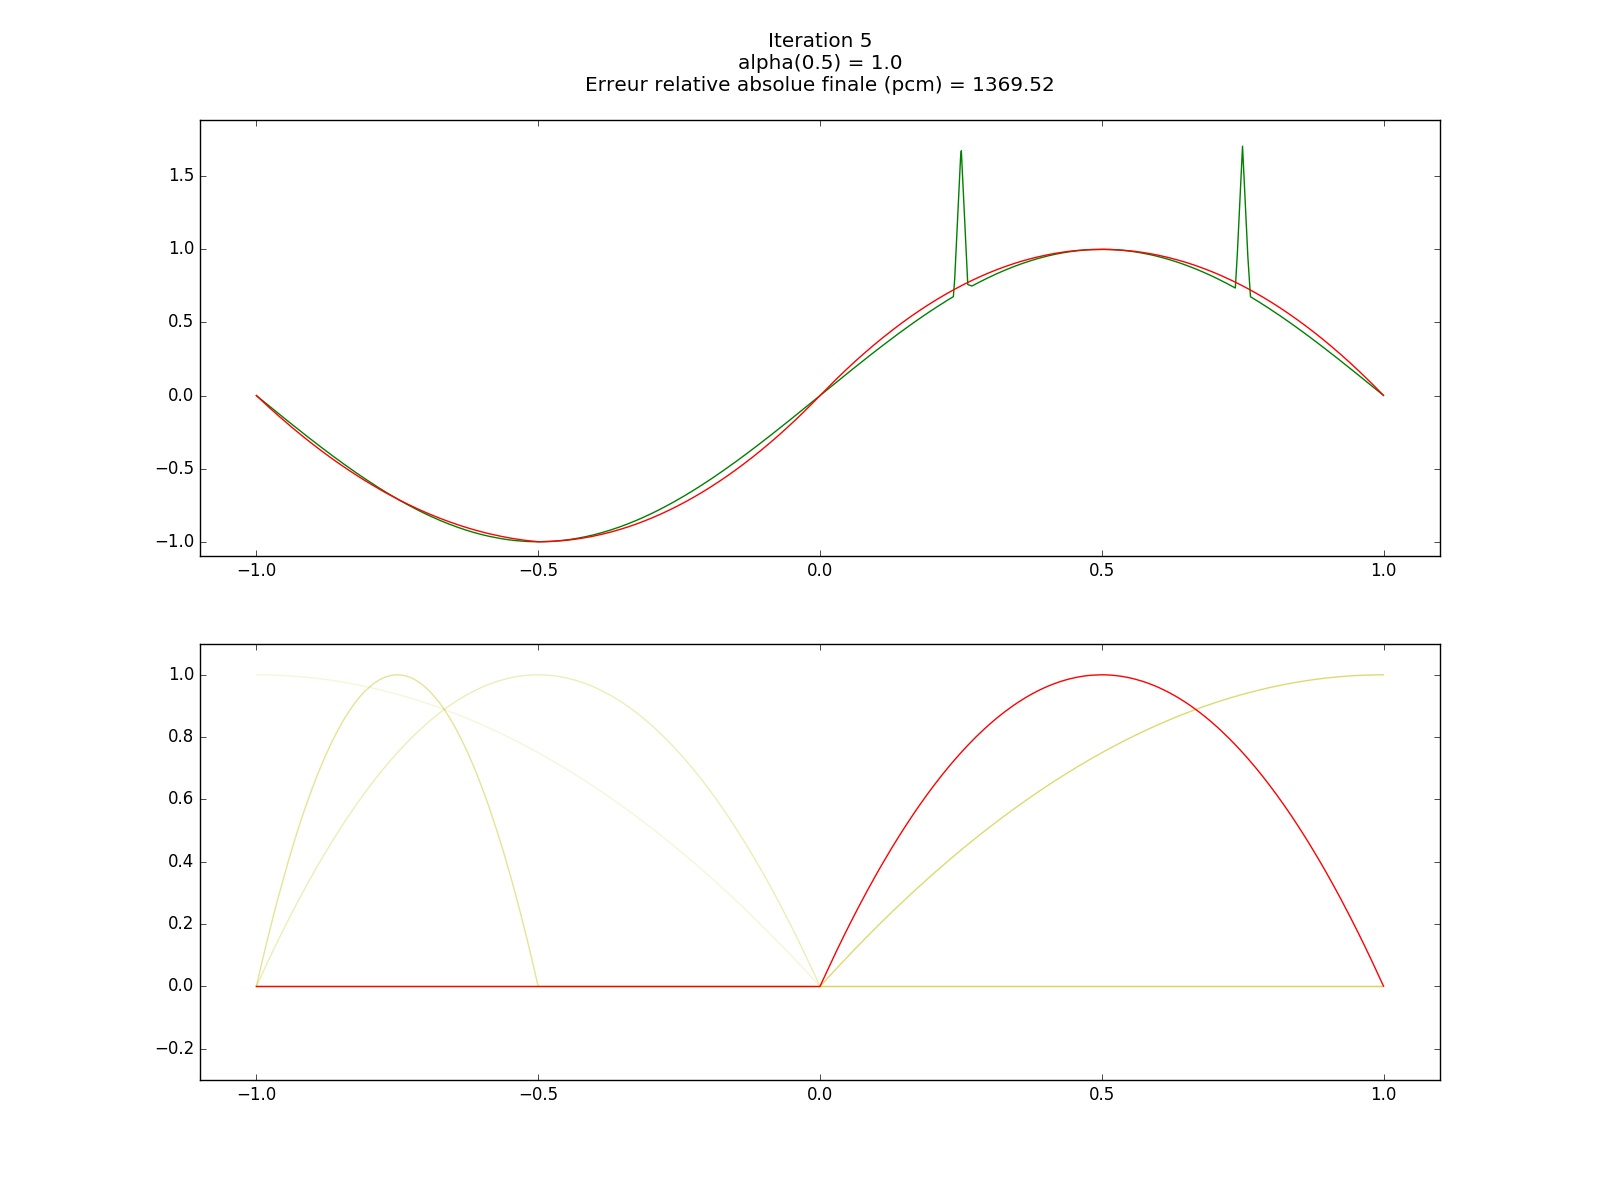 Iteration 5
alpha(0.5) = 1.0
Erreur relative absolue finale (pcm) = 1369.52
1.5
1.0
0.5
0.0
−0.5
−1.0
−1.0 −0.5 0.0 0.5 1.0
1.0
0.8
0.6
0.4
0.2
0.0
−0.2
−1.0 −0.5 0.0 0.5 1.0